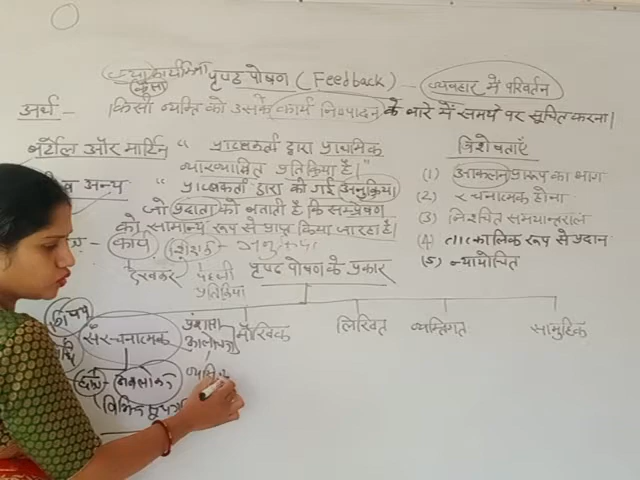 पृष्ठ पोषण ( Feedback ) — व्यवहार में परिवर्तन
अर्थ - किसी व्यक्ति को उसके कार्य निष्पादन के बारे में समय पर सूचित करना।
और मार्टिन " प्राप्तकर्ता द्वारा प्राथमिक
प्रतिक्रिया है।"
अन्य " प्राप्तकर्ता द्वारा की गई अनुक्रिया
जो प्रदाता को बताती है कि सम्प्रेषण
को सामान्य रूप से प्राप्त किया जा रहा है।
कार्य
देखकर
प्रतिक्रिया
विशेषताएँ
(1) आकलन प्रारूप का भाग
(2) रचनात्मक होना
(3) निश्चित समयान्तराल
(4) तात्कालिक रूप से प्रदान
(5) न्यायोचित
पृष्ठ पोषण के प्रकार
संरचनात्मक मौखिक लिखित व्यक्तिगत सामूहिक
प्रशंसा